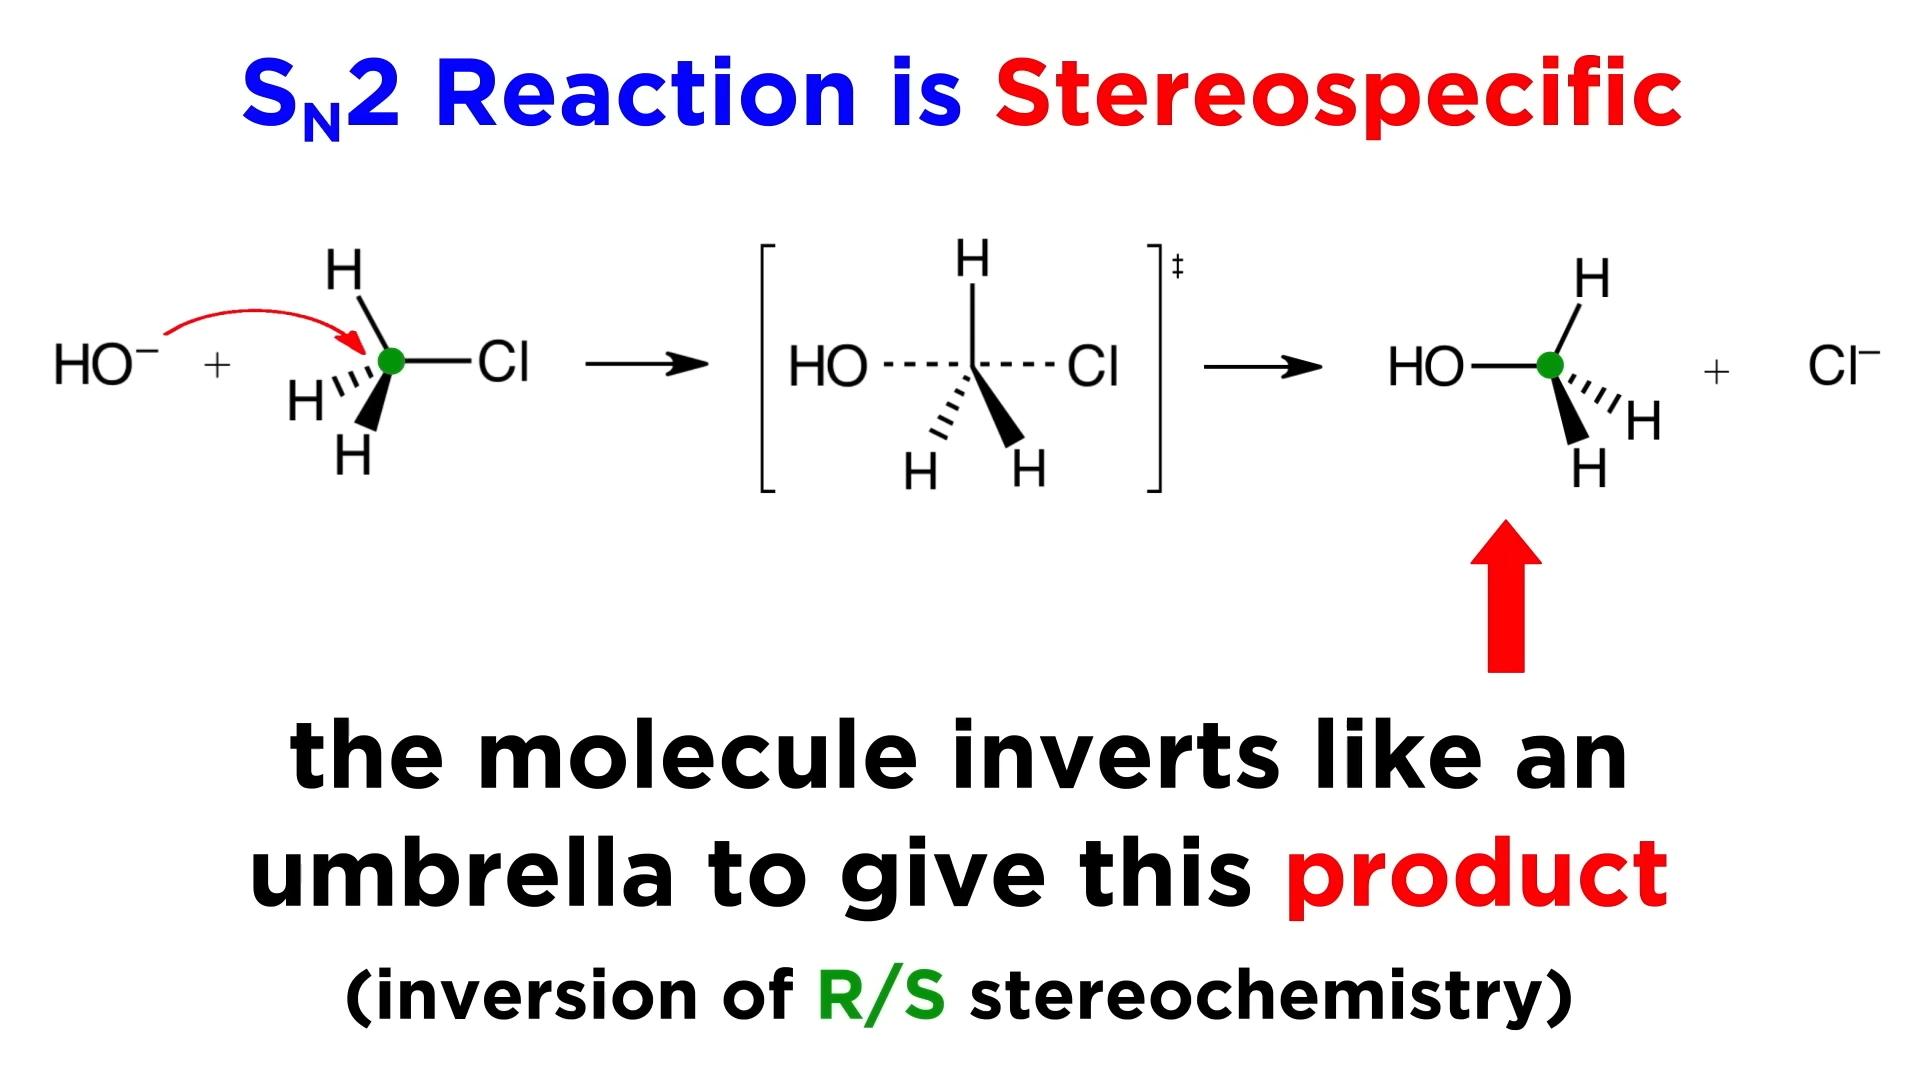 S_N2 Reaction is Stereospecific
H H H
HO⁻ + Cl [ HO Cl ]‡ HO + Cl⁻
H H
H H H H
the molecule inverts like an
umbrella to give this product
(inversion of R/S stereochemistry)